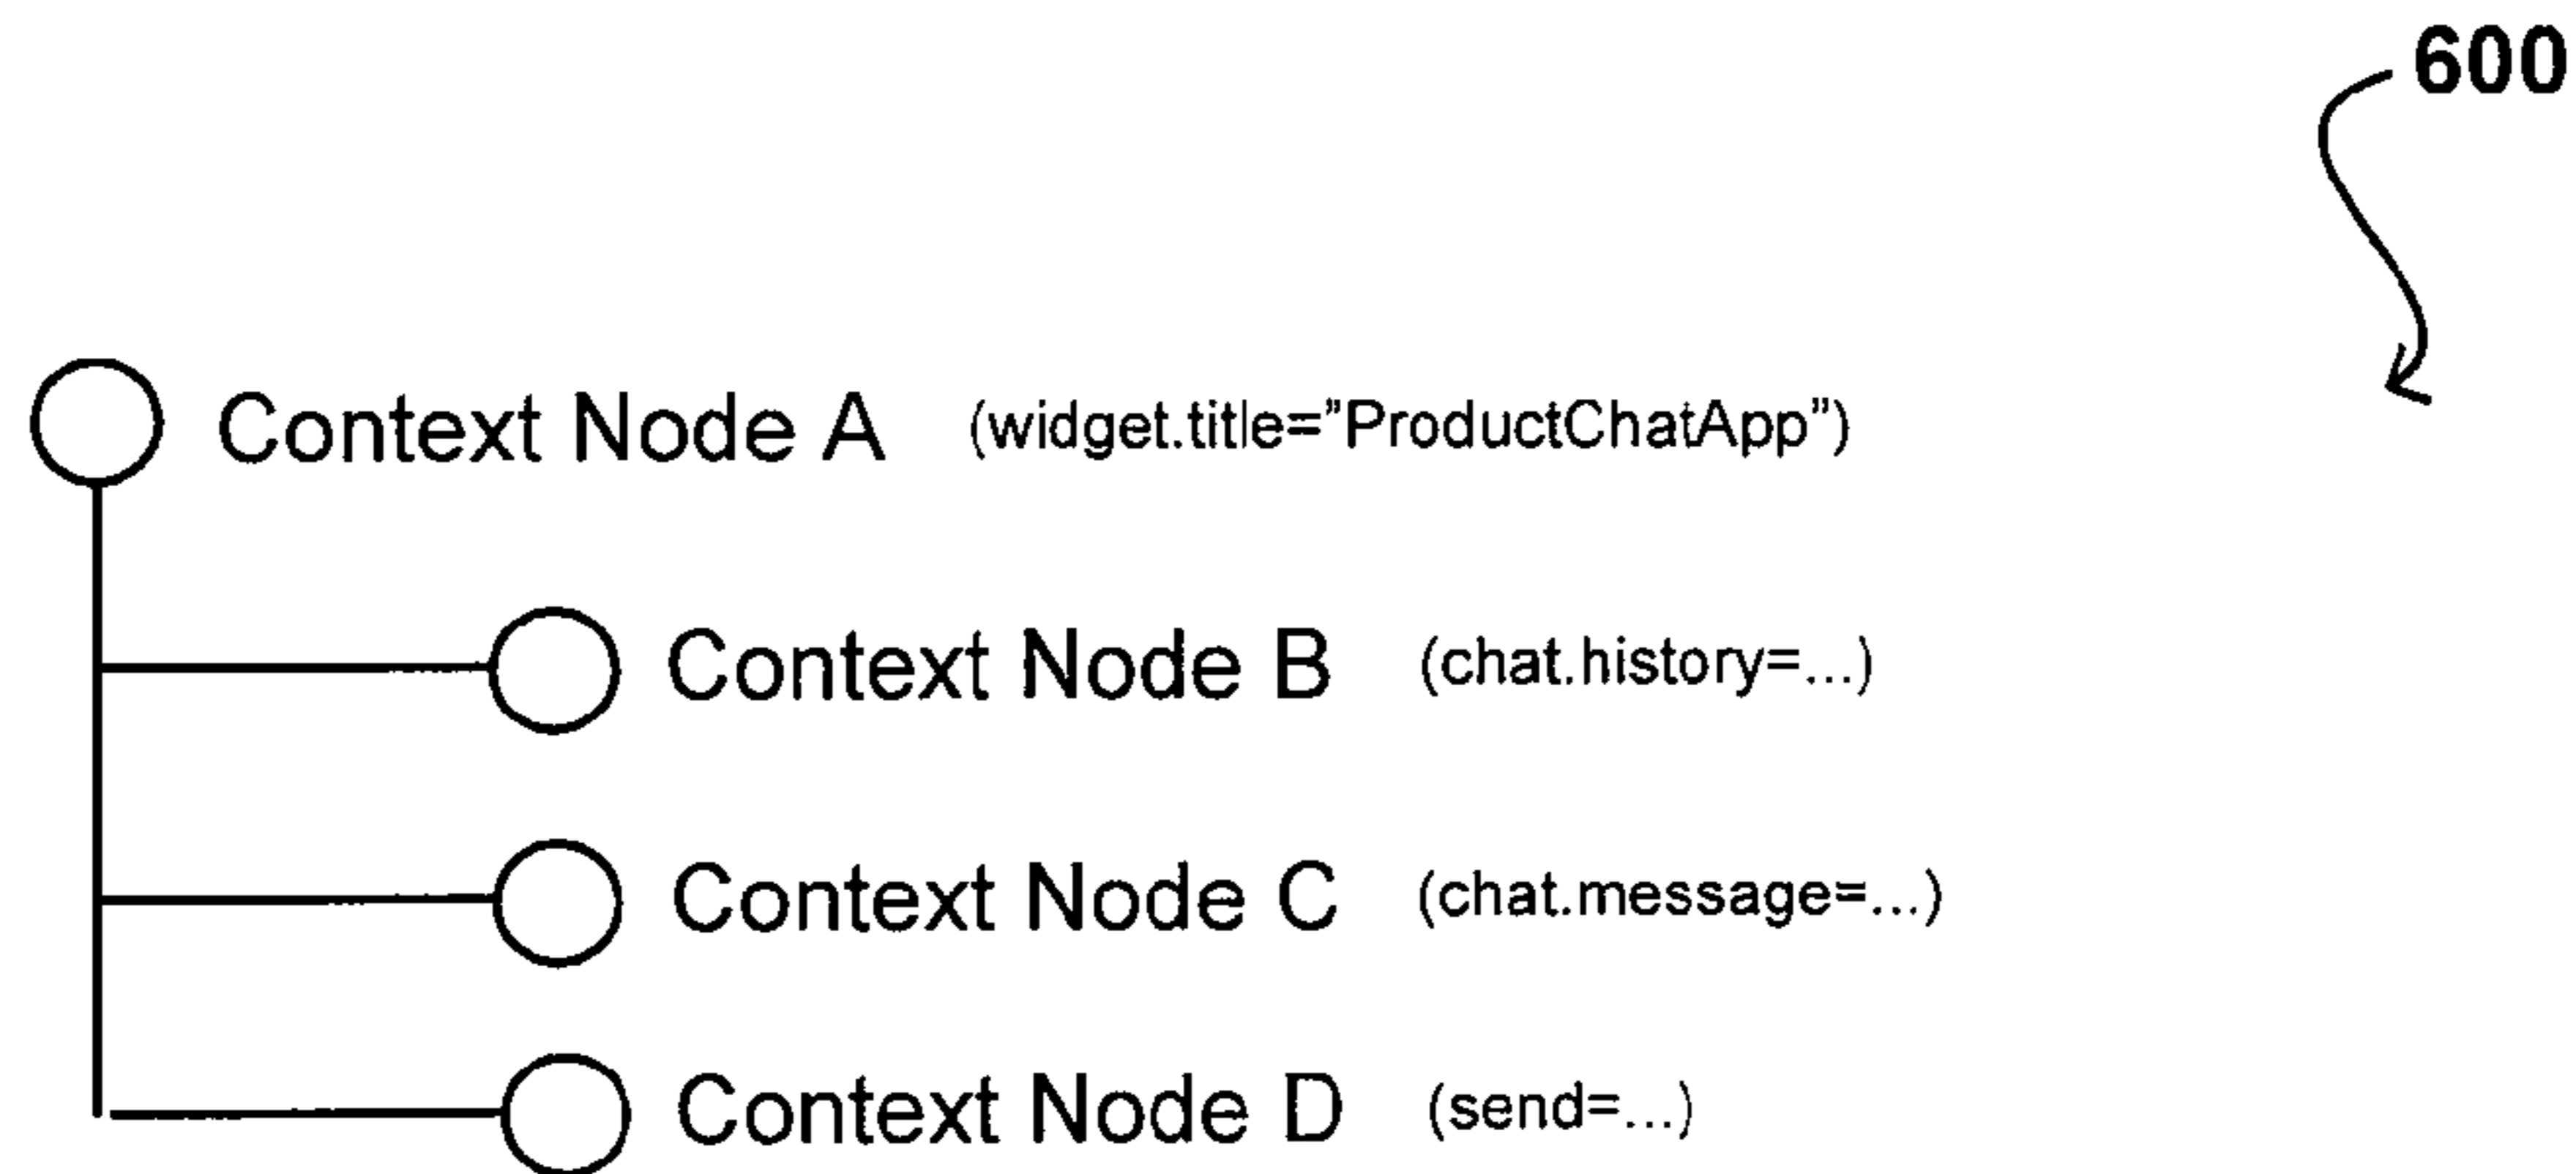 600
Context Node A (widget.title=”ProductChatApp”)
Context Node B (chat.history=...)
Context Node C (chat.message=...)
Context Node D (send=...)